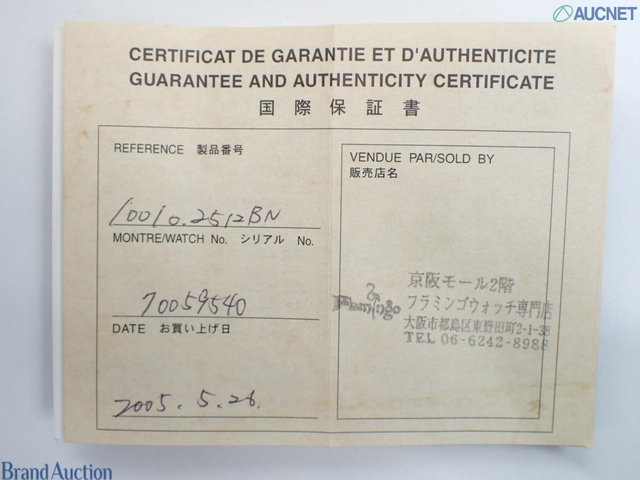 AUCNET
CERTIFICAT DE GARANTIE ET D'AUTHENTICITE
GUARANTEE AND AUTHENTICITY CERTIFICATE
国際保証書
REFERENCE 製品番号
10010.2512BN
MONTRE/WATCH No. シリアル No.
70059540
DATE お買い上げ日
2005.5.26.
VENDUE PAR/SOLD BY
販売店名
京阪モール2階
Flamingo フラミンゴウォッチ専門店
大阪市都島区東野田町2-1-38
TEL 06-6242-8988
Brand Auction